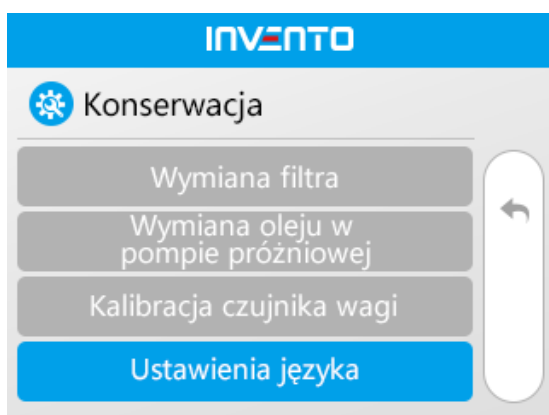 INVENTO
Konserwacja
Wymiana filtra
Wymiana oleju w
pompie próżniowej
Kalibracja czujnika wagi
Ustawienia języka